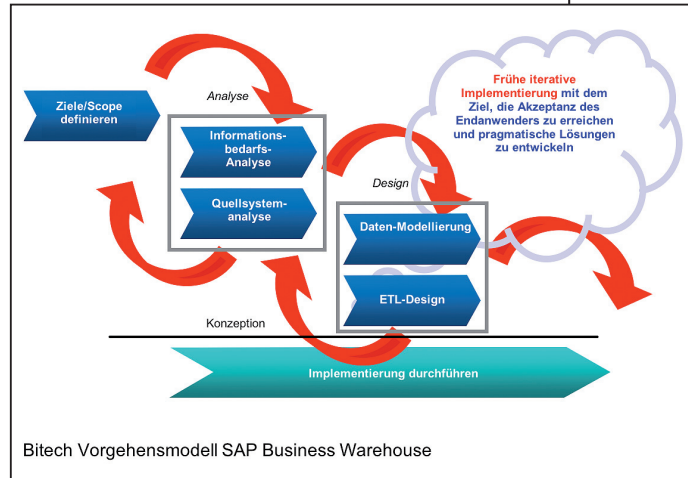 Ziele/Scope
definieren
Analyse
Informations-
bedarfs-
Analyse
Quellsystem-
analyse
Frühe iterative
Implementierung mit dem
Ziel, die Akzeptanz des
Endanwenders zu erreichen
und pragmatische Lösungen
zu entwickeln
Design
Daten-Modellierung
ETL-Design
Konzeption
Implementierung durchführen
Bitech Vorgehensmodell SAP Business Warehouse